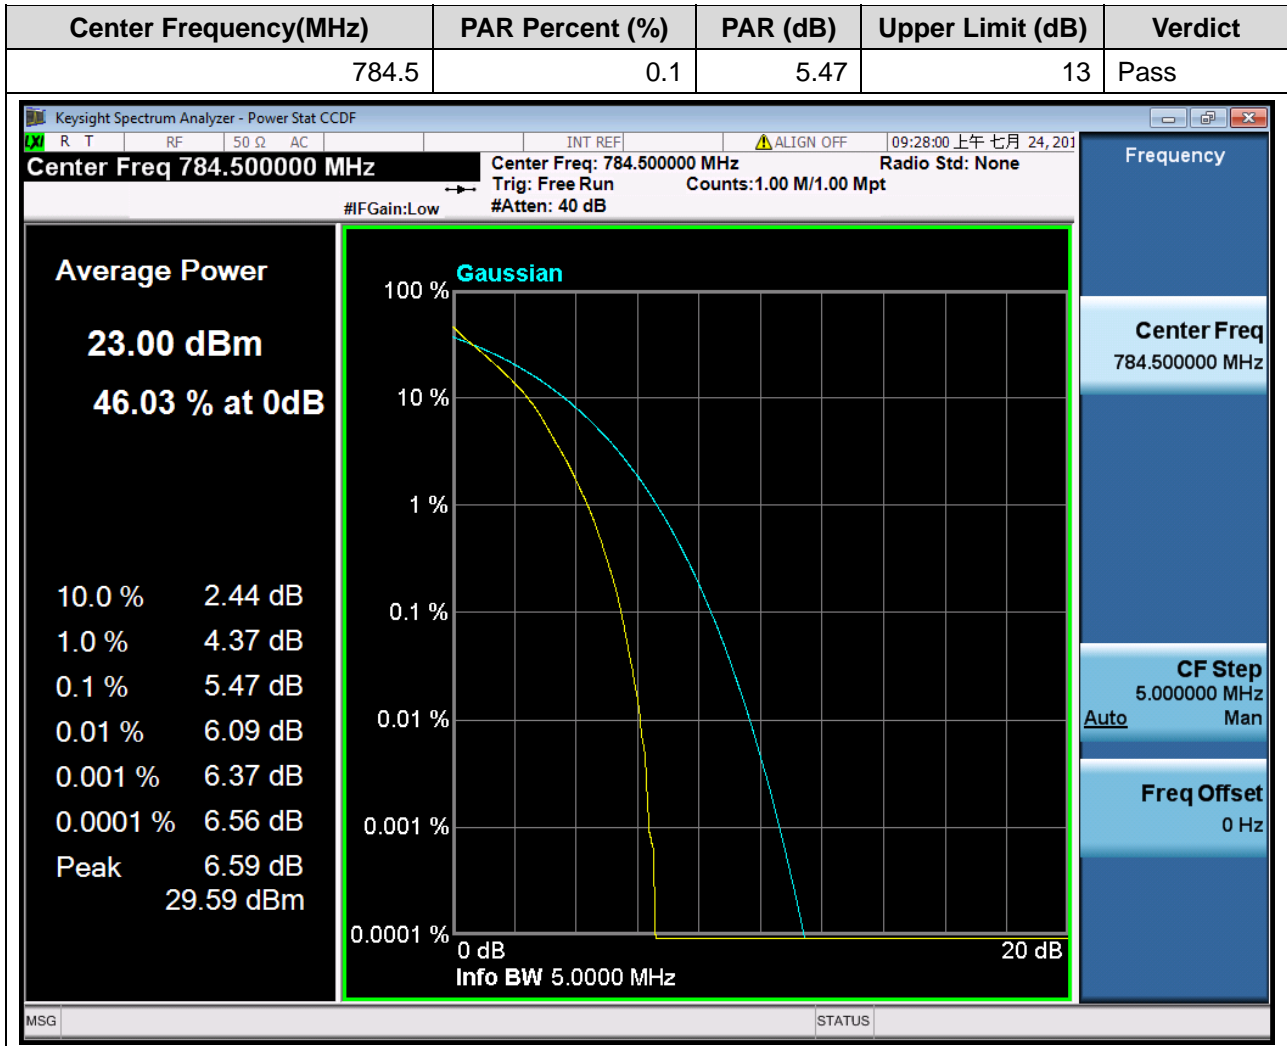 Center Frequency(MHz) PAR Percent (%) PAR (dB) Upper Limit (dB) Verdict
784.5 0.1 5.47 13 Pass
Keysight Spectrum Analyzer - Power Stat CCDF
LXI R T RF 50 Ω AC INT REF ALIGN OFF 09:28:00 上午 七月 24, 201
Center Freq 784.500000 MHz
Center Freq: 784.500000 MHz Radio Std: None
Trig: Free Run Counts:1.00 M/1.00 Mpt
#IFGain:Low #Atten: 40 dB
Frequency
Average Power
23.00 dBm
46.03 % at 0dB
10.0 % 2.44 dB
1.0 % 4.37 dB
0.1 % 5.47 dB
0.01 % 6.09 dB
0.001 % 6.37 dB
0.0001 % 6.56 dB
Peak 6.59 dB
29.59 dBm
Gaussian
100 %
10 %
1 %
0.1 %
0.01 %
0.001 %
0.0001 %
0 dB 20 dB
Info BW 5.0000 MHz
Center Freq
784.500000 MHz
CF Step
5.000000 MHz
Auto Man
Freq Offset
0 Hz
MSG STATUS